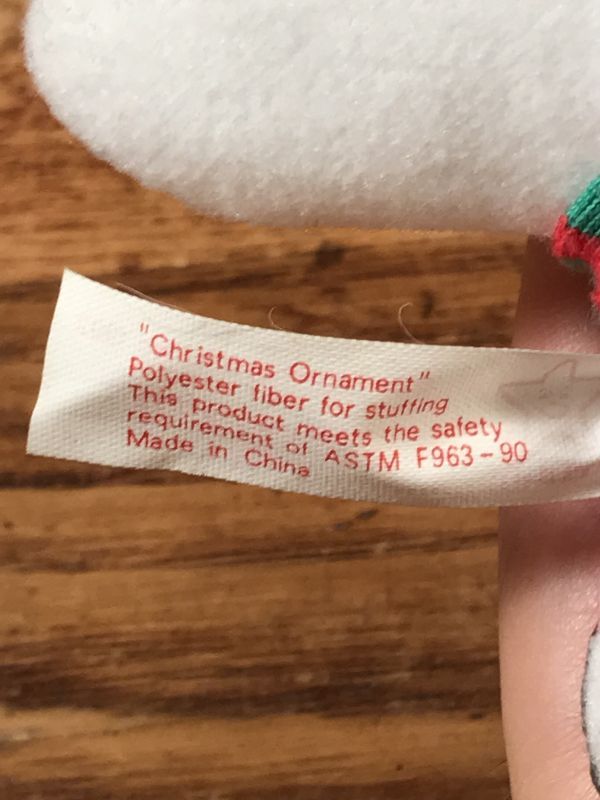 "Christmas Ornament"
Polyester fiber for stuffing
This product meets the safety
requirement of ASTM F963-90
Made in China